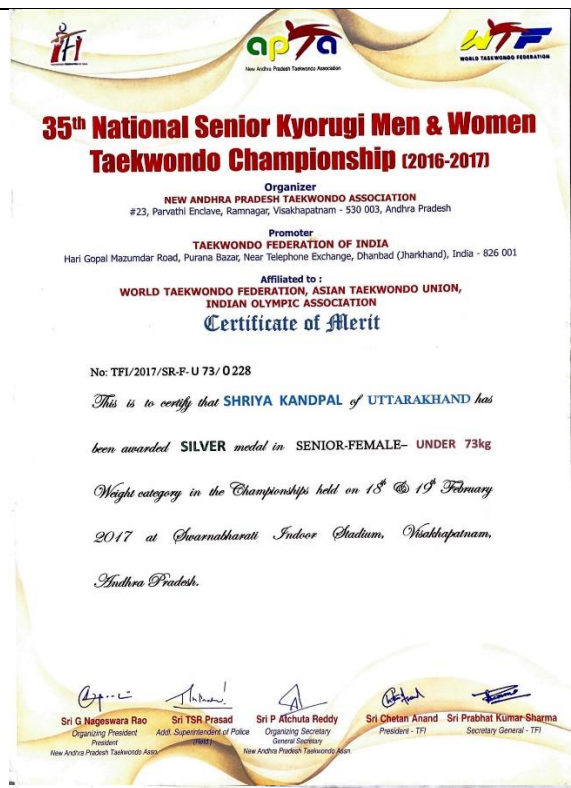 TFI
apTa
New Andhra Pradesh Taekwondo Association
WTF
WORLD TAEKWONDO FEDERATION
35th National Senior Kyorugi Men & Women
Taekwondo Championship (2016-2017)
Organizer
NEW ANDHRA PRADESH TAEKWONDO ASSOCIATION
#23, Parvathi Enclave, Ramnagar, Visakhapatnam - 530 003, Andhra Pradesh
Promoter
TAEKWONDO FEDERATION OF INDIA
Hari Gopal Mazumdar Road, Purana Bazar, Near Telephone Exchange, Dhanbad (Jharkhand), India - 826 001
Affiliated to :
WORLD TAEKWONDO FEDERATION, ASIAN TAEKWONDO UNION,
INDIAN OLYMPIC ASSOCIATION
Certificate of Merit
No: TFI/2017/SR-F- U 73/ 0228
This is to certify that SHRIYA KANDPAL of UTTARAKHAND has
been awarded SILVER medal in SENIOR-FEMALE– UNDER 73kg
Weight category in the Championships held on 18th & 19th February
2017 at Swarnabharati Indoor Stadium, Visakhapatnam,
Andhra Pradesh.
Sri G Nageswara Rao
Organizing President
President
New Andhra Pradesh Taekwondo Assn.
Sri TSR Prasad
Addl. Superintendent of Police
(Retd.)
Sri P Atchuta Reddy
Organizing Secretary
General Secretary
New Andhra Pradesh Taekwondo Assn.
Sri Chetan Anand
President - TFI
Sri Prabhat Kumar Sharma
Secretary General - TFI